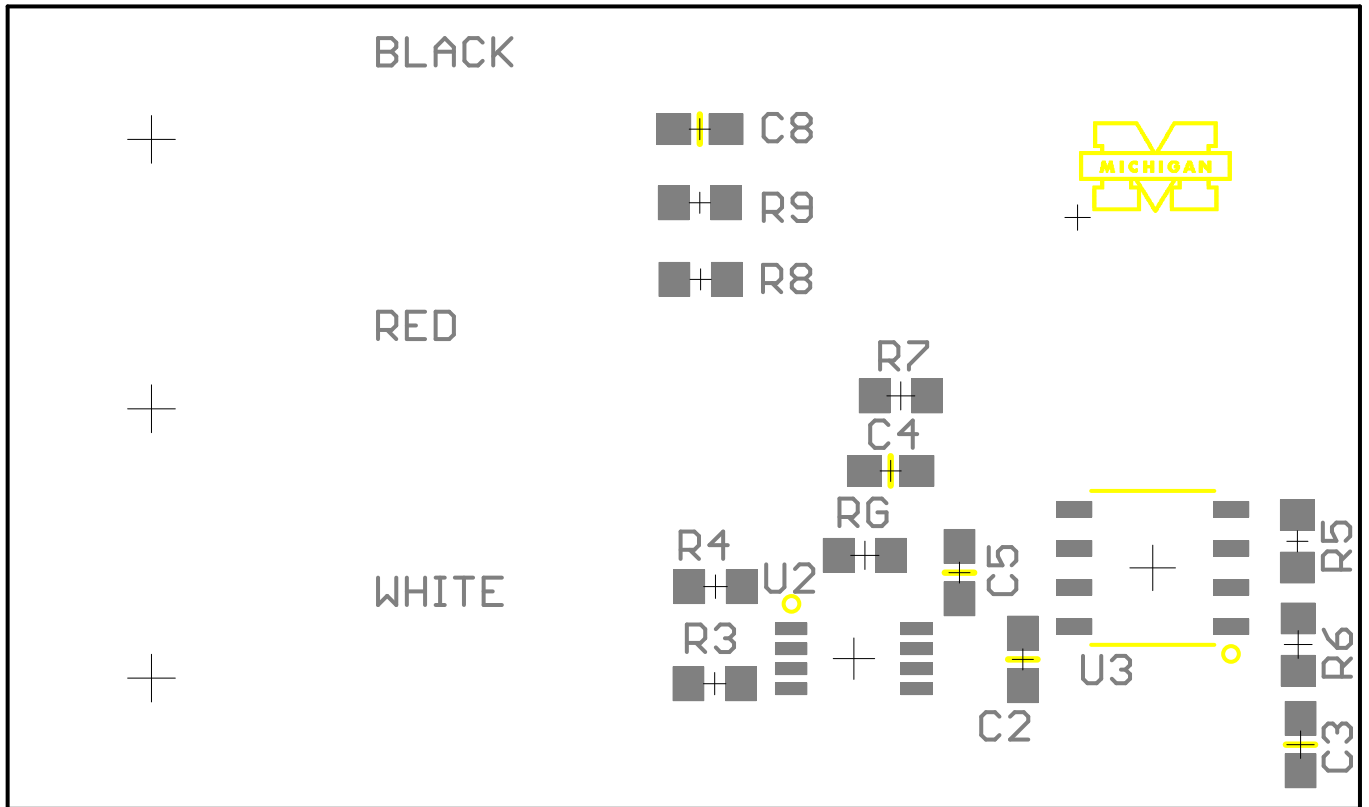 BLACK
C8
MICHIGAN
R9
R8
RED
R7
C4
RG
R4
U2
C5
R5
WHITE
R3
U3
R6
C2
C3